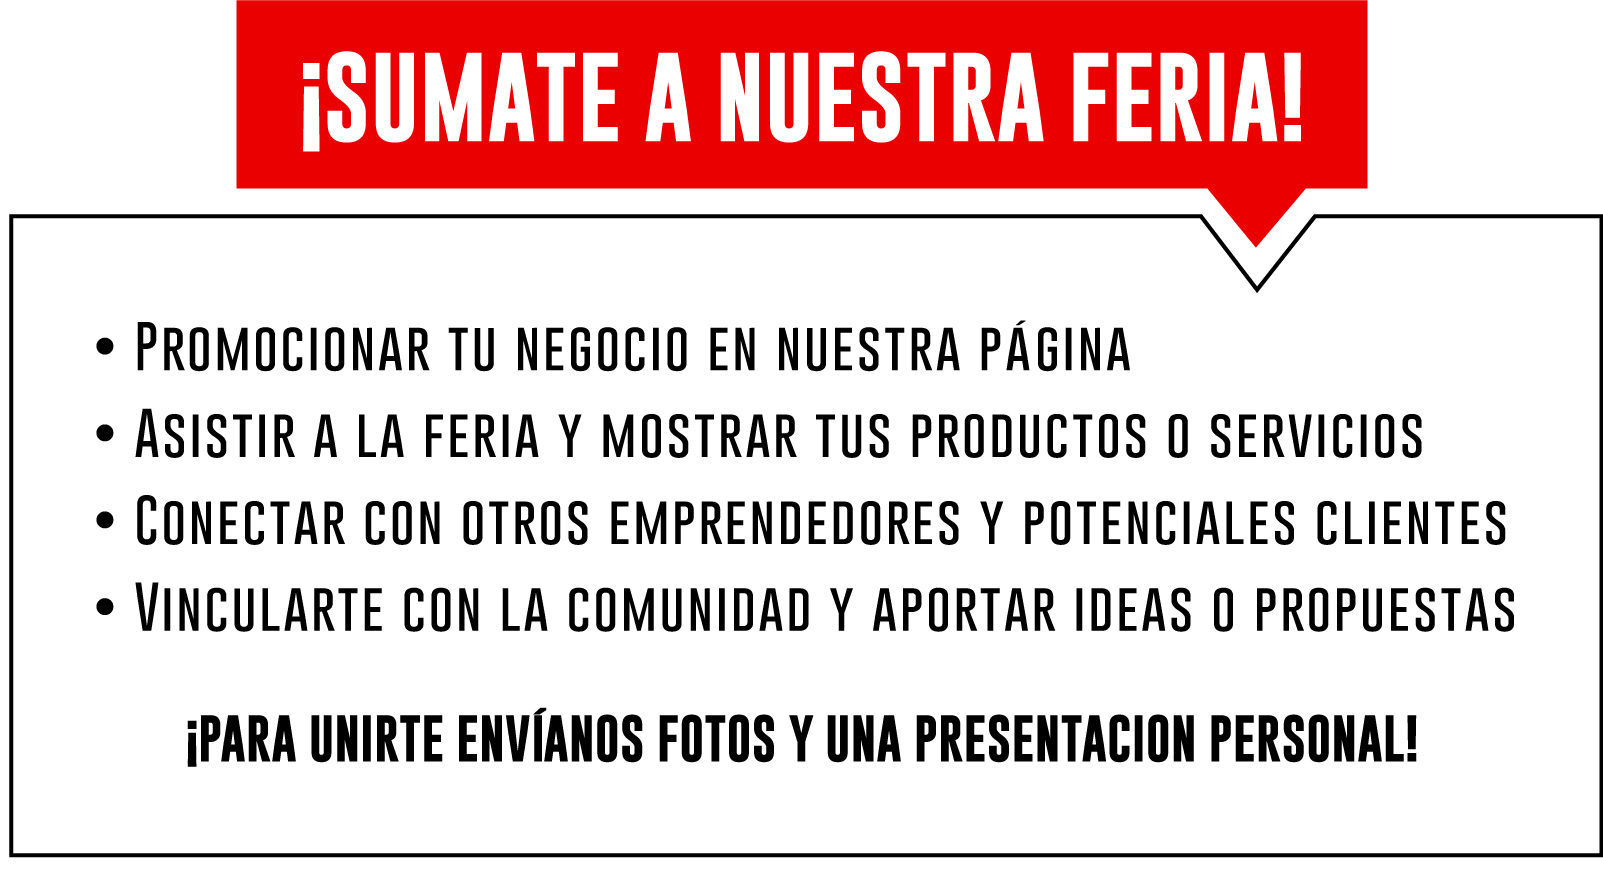 ¡SUMATE A NUESTRA FERIA!
• PROMOCIONAR TU NEGOCIO EN NUESTRA PÁGINA
• ASISTIR A LA FERIA Y MOSTRAR TUS PRODUCTOS O SERVICIOS
• CONECTAR CON OTROS EMPRENDEDORES Y POTENCIALES CLIENTES
• VINCULARTE CON LA COMUNIDAD Y APORTAR IDEAS O PROPUESTAS
¡PARA UNIRTE ENVÍANOS FOTOS Y UNA PRESENTACION PERSONAL!